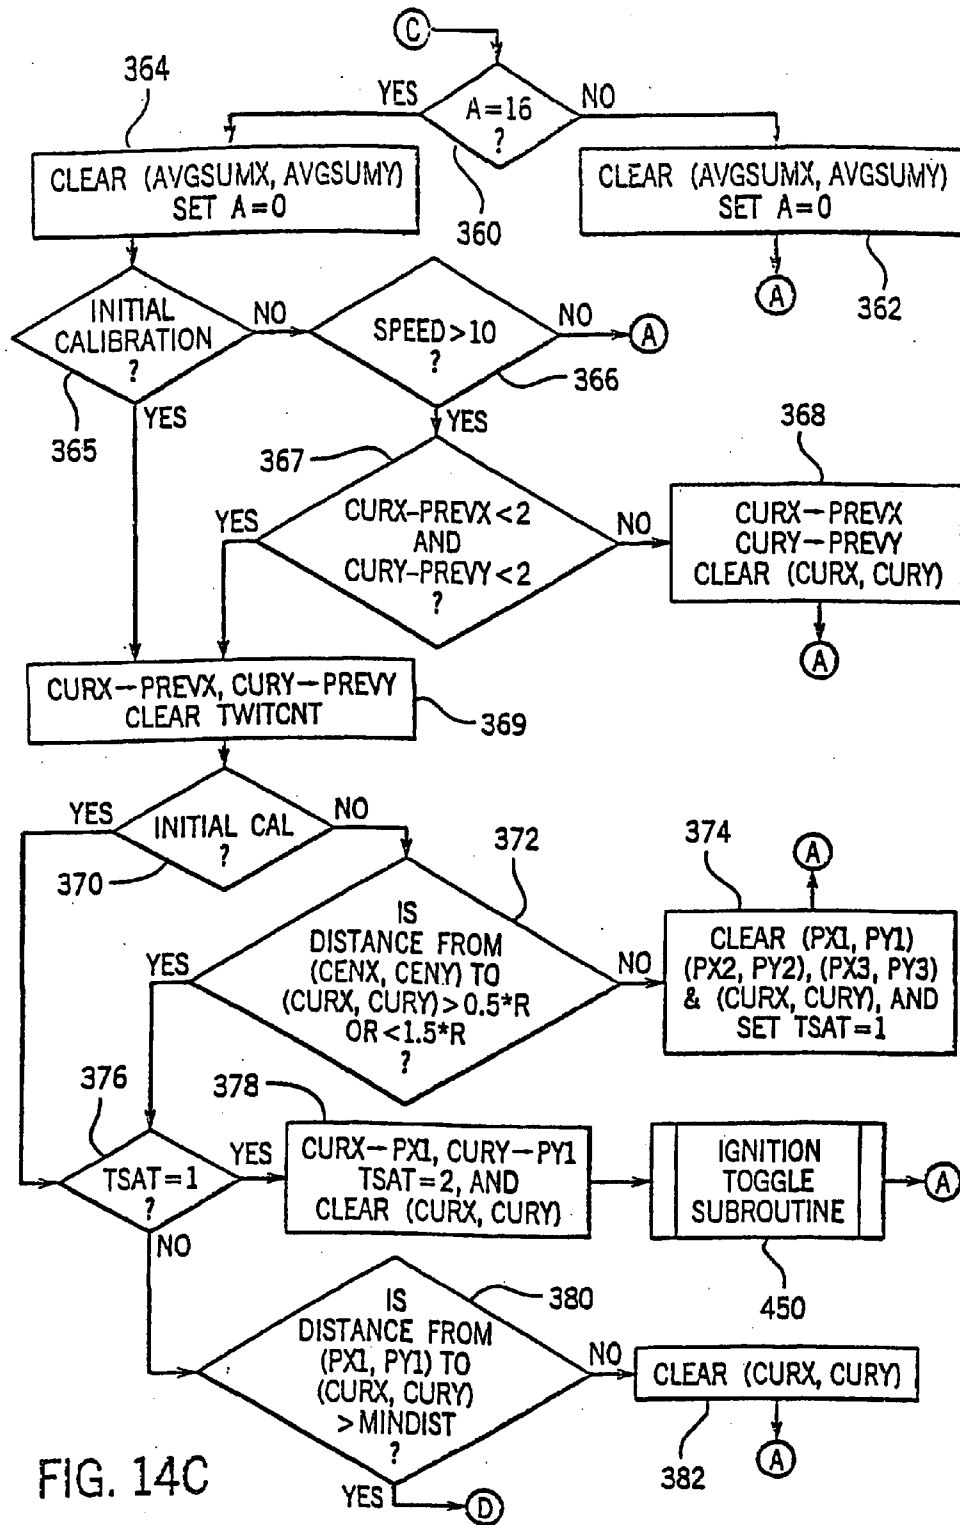 C
364
YES
A=16
?
NO
CLEAR (AVGSUMX, AVGSUMY)
SET A=0
360
CLEAR (AVGSUMX, AVGSUMY)
SET A=0
A
362
INITIAL
CALIBRATION
?
NO
SPEED>10
?
NO
A
366
365
YES
YES
367
368
CURX-PREVX<2
AND
CURY-PREVY<2
?
YES
NO
CURX→PREVX
CURY→PREVY
CLEAR (CURX, CURY)
A
CURX→PREVX, CURY→PREVY
CLEAR TWITCNT
369
YES
INITIAL CAL
?
NO
370
372
374
A
IS
DISTANCE FROM
(CENX, CENY) TO
(CURX, CURY)>0.5*R
OR<1.5*R
?
YES
NO
CLEAR (PX1, PY1)
(PX2, PY2), (PX3, PY3)
& (CURX, CURY), AND
SET TSAT=1
376
378
TSAT=1
?
YES
CURX→PX1, CURY→PY1
TSAT=2, AND
CLEAR (CURX, CURY)
IGNITION
TOGGLE
SUBROUTINE
A
450
NO
380
IS
DISTANCE FROM
(PX1, PY1) TO
(CURX, CURY)
>MINDIST
?
NO
CLEAR (CURX, CURY)
382
A
YES
D
FIG. 14C